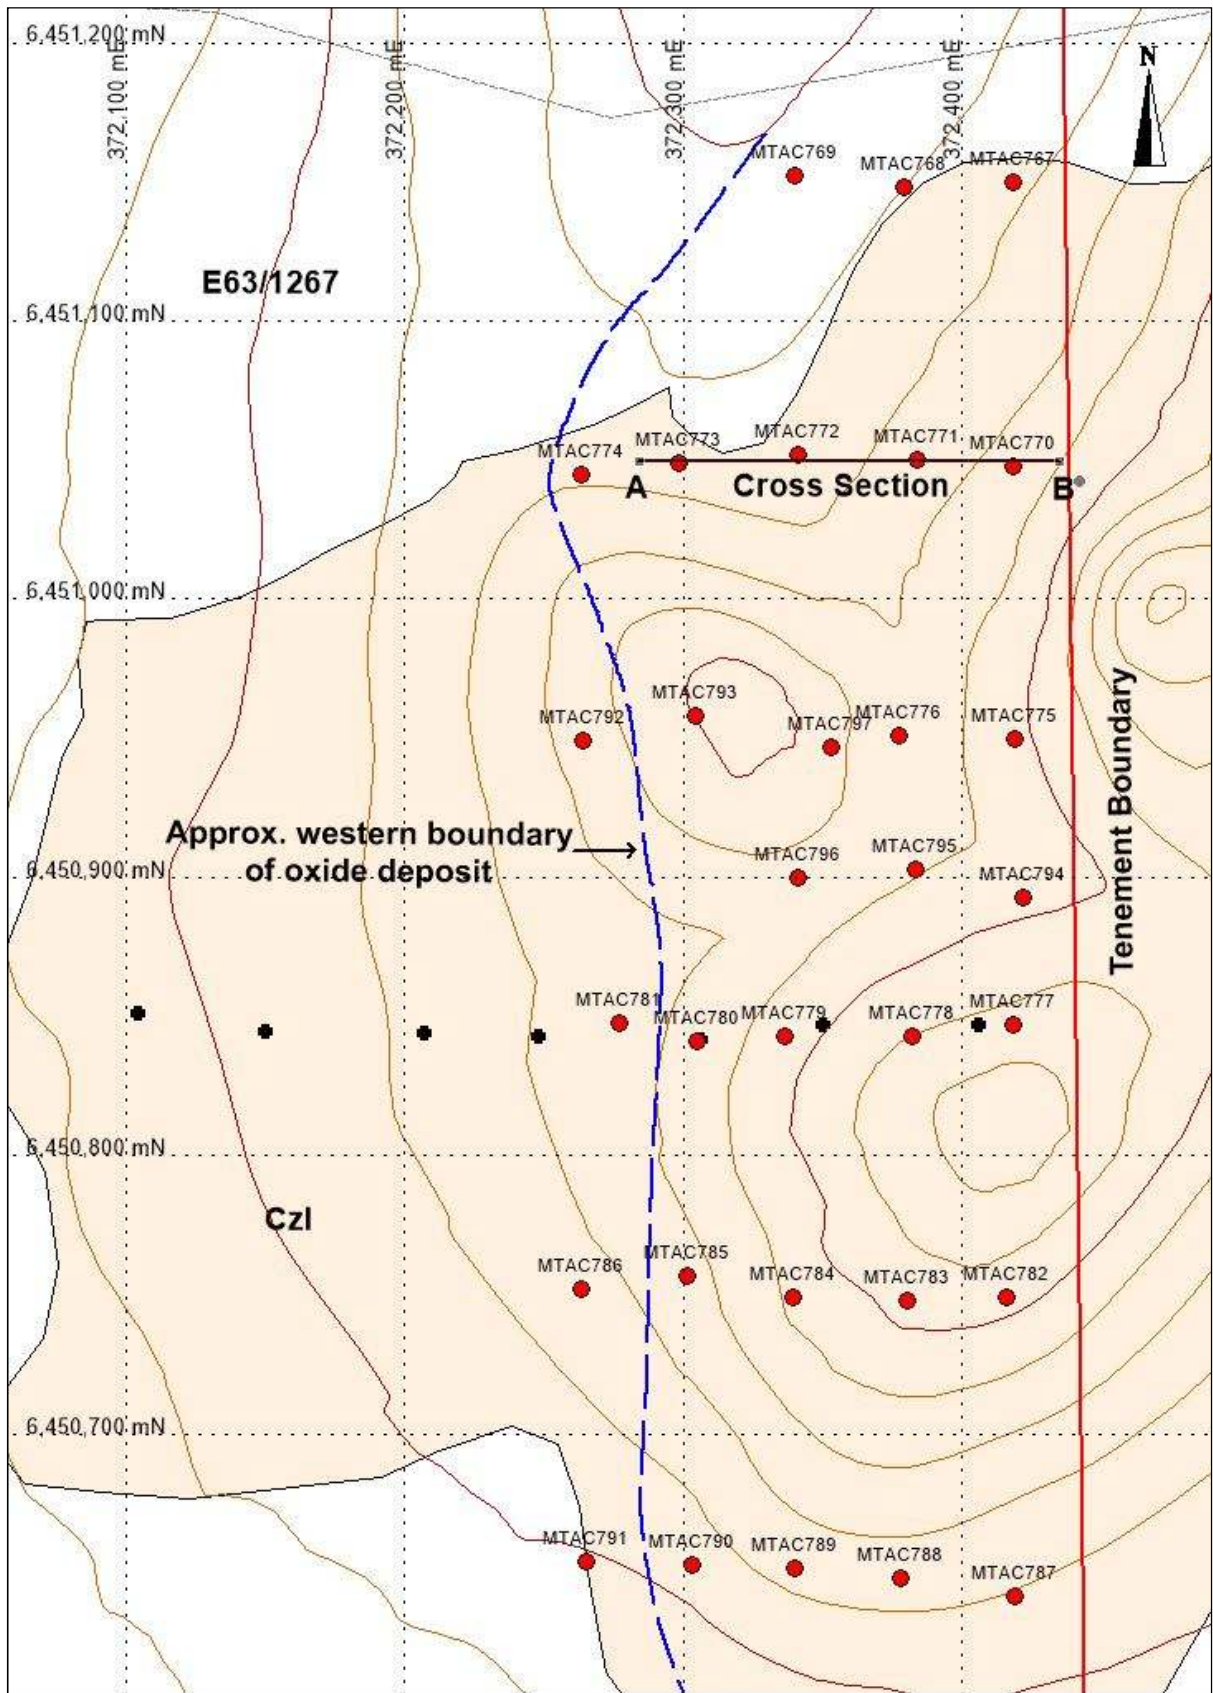 6,451,200 mN
372,100 mE
372,200 mE
372,300 mE
372,400 mE
N
MTAC769
MTAC768
MTAC767
E63/1267
6,451,100 mN
MTAC774
MTAC773
MTAC772
MTAC771
MTAC770
A
Cross Section
B
6,451,000 mN
MTAC792
MTAC793
MTAC797
MTAC776
MTAC775
Tenement Boundary
Approx. western boundary
of oxide deposit
6,450,900 mN
MTAC796
MTAC795
MTAC794
MTAC781
MTAC780
MTAC779
MTAC778
MTAC777
6,450,800 mN
Czl
MTAC786
MTAC785
MTAC784
MTAC783
MTAC782
6,450,700 mN
MTAC791
MTAC790
MTAC789
MTAC788
MTAC787